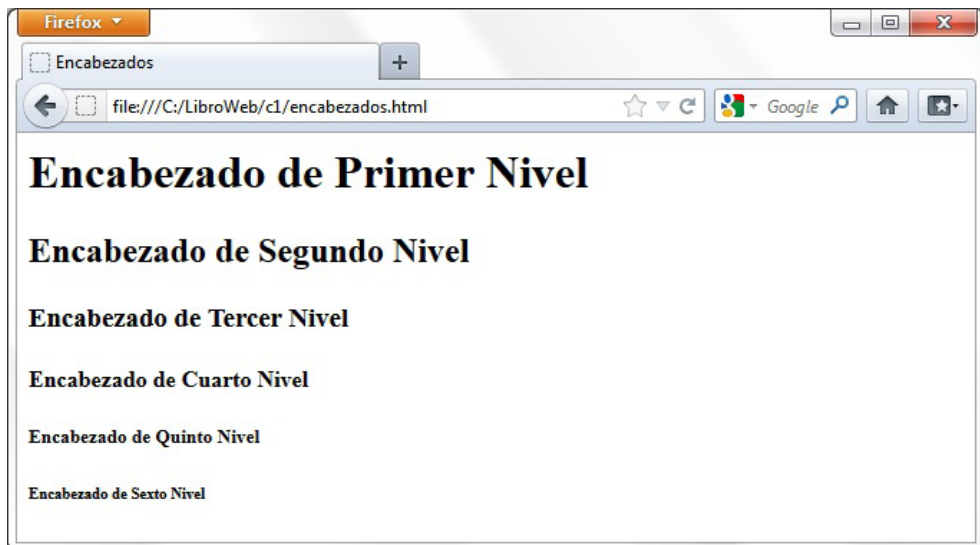 Firefox
Encabezados
file:///C:/LibroWeb/c1/encabezados.html
Google
Encabezado de Primer Nivel
Encabezado de Segundo Nivel
Encabezado de Tercer Nivel
Encabezado de Cuarto Nivel
Encabezado de Quinto Nivel
Encabezado de Sexto Nivel